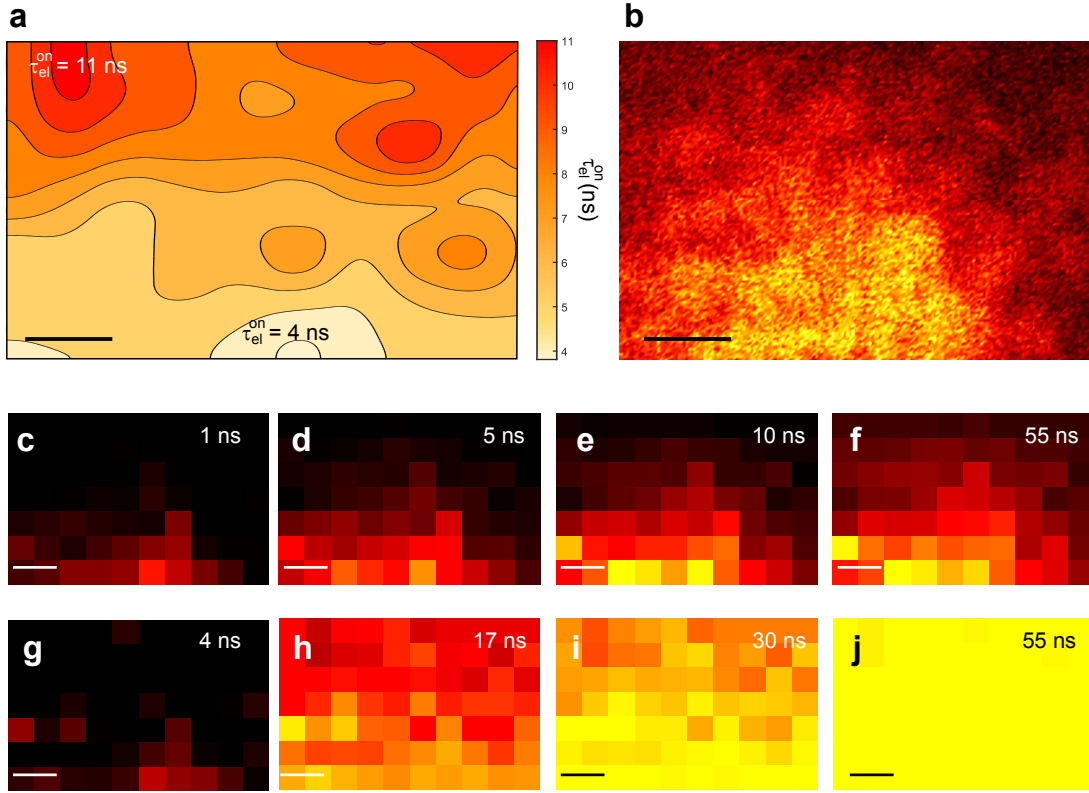 a
b
τ_el^on = 11 ns
τ_el^on = 4 ns
11
10
9
8
7
6
5
4
τ_el^on (ns)
c
1 ns
d
5 ns
e
10 ns
f
55 ns
g
4 ns
h
17 ns
i
30 ns
j
55 ns